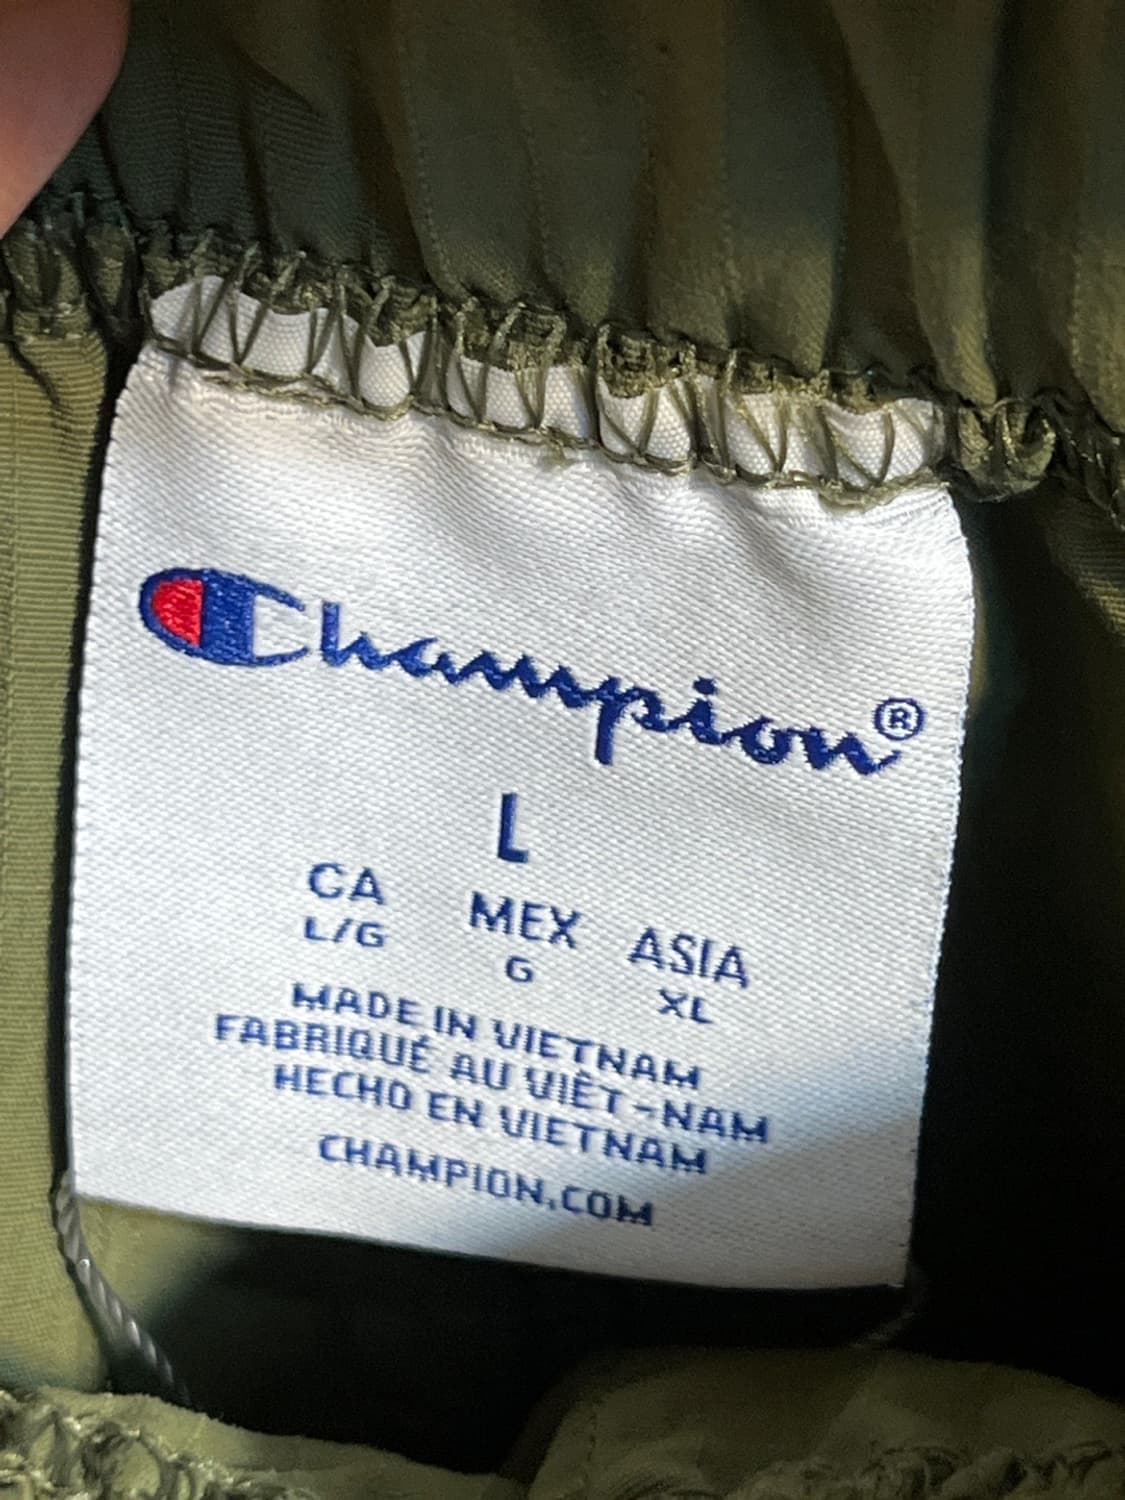 Champion®
L
CA MEX ASIA
L/G G XL
MADE IN VIETNAM
FABRIQUÉ AU VIÊT-NAM
HECHO EN VIETNAM
CHAMPION.COM